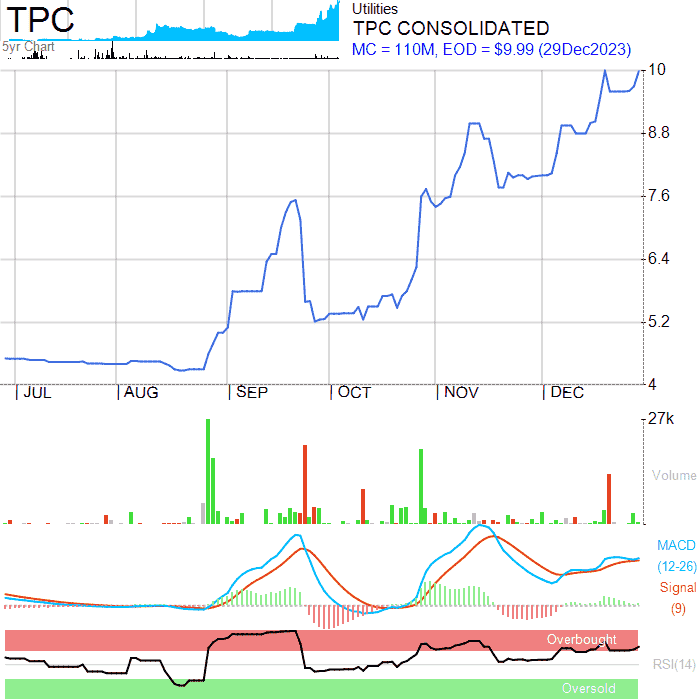 TPC
5yr Chart
Utilities
TPC CONSOLIDATED
MC = 110M, EOD = $9.99 (29Dec2023)
10
8.8
7.6
6.4
5.2
4
JUL AUG SEP OCT NOV DEC
27k
Volume
MACD
(12-26)
Signal
(9)
Overbought
RSI(14)
Oversold